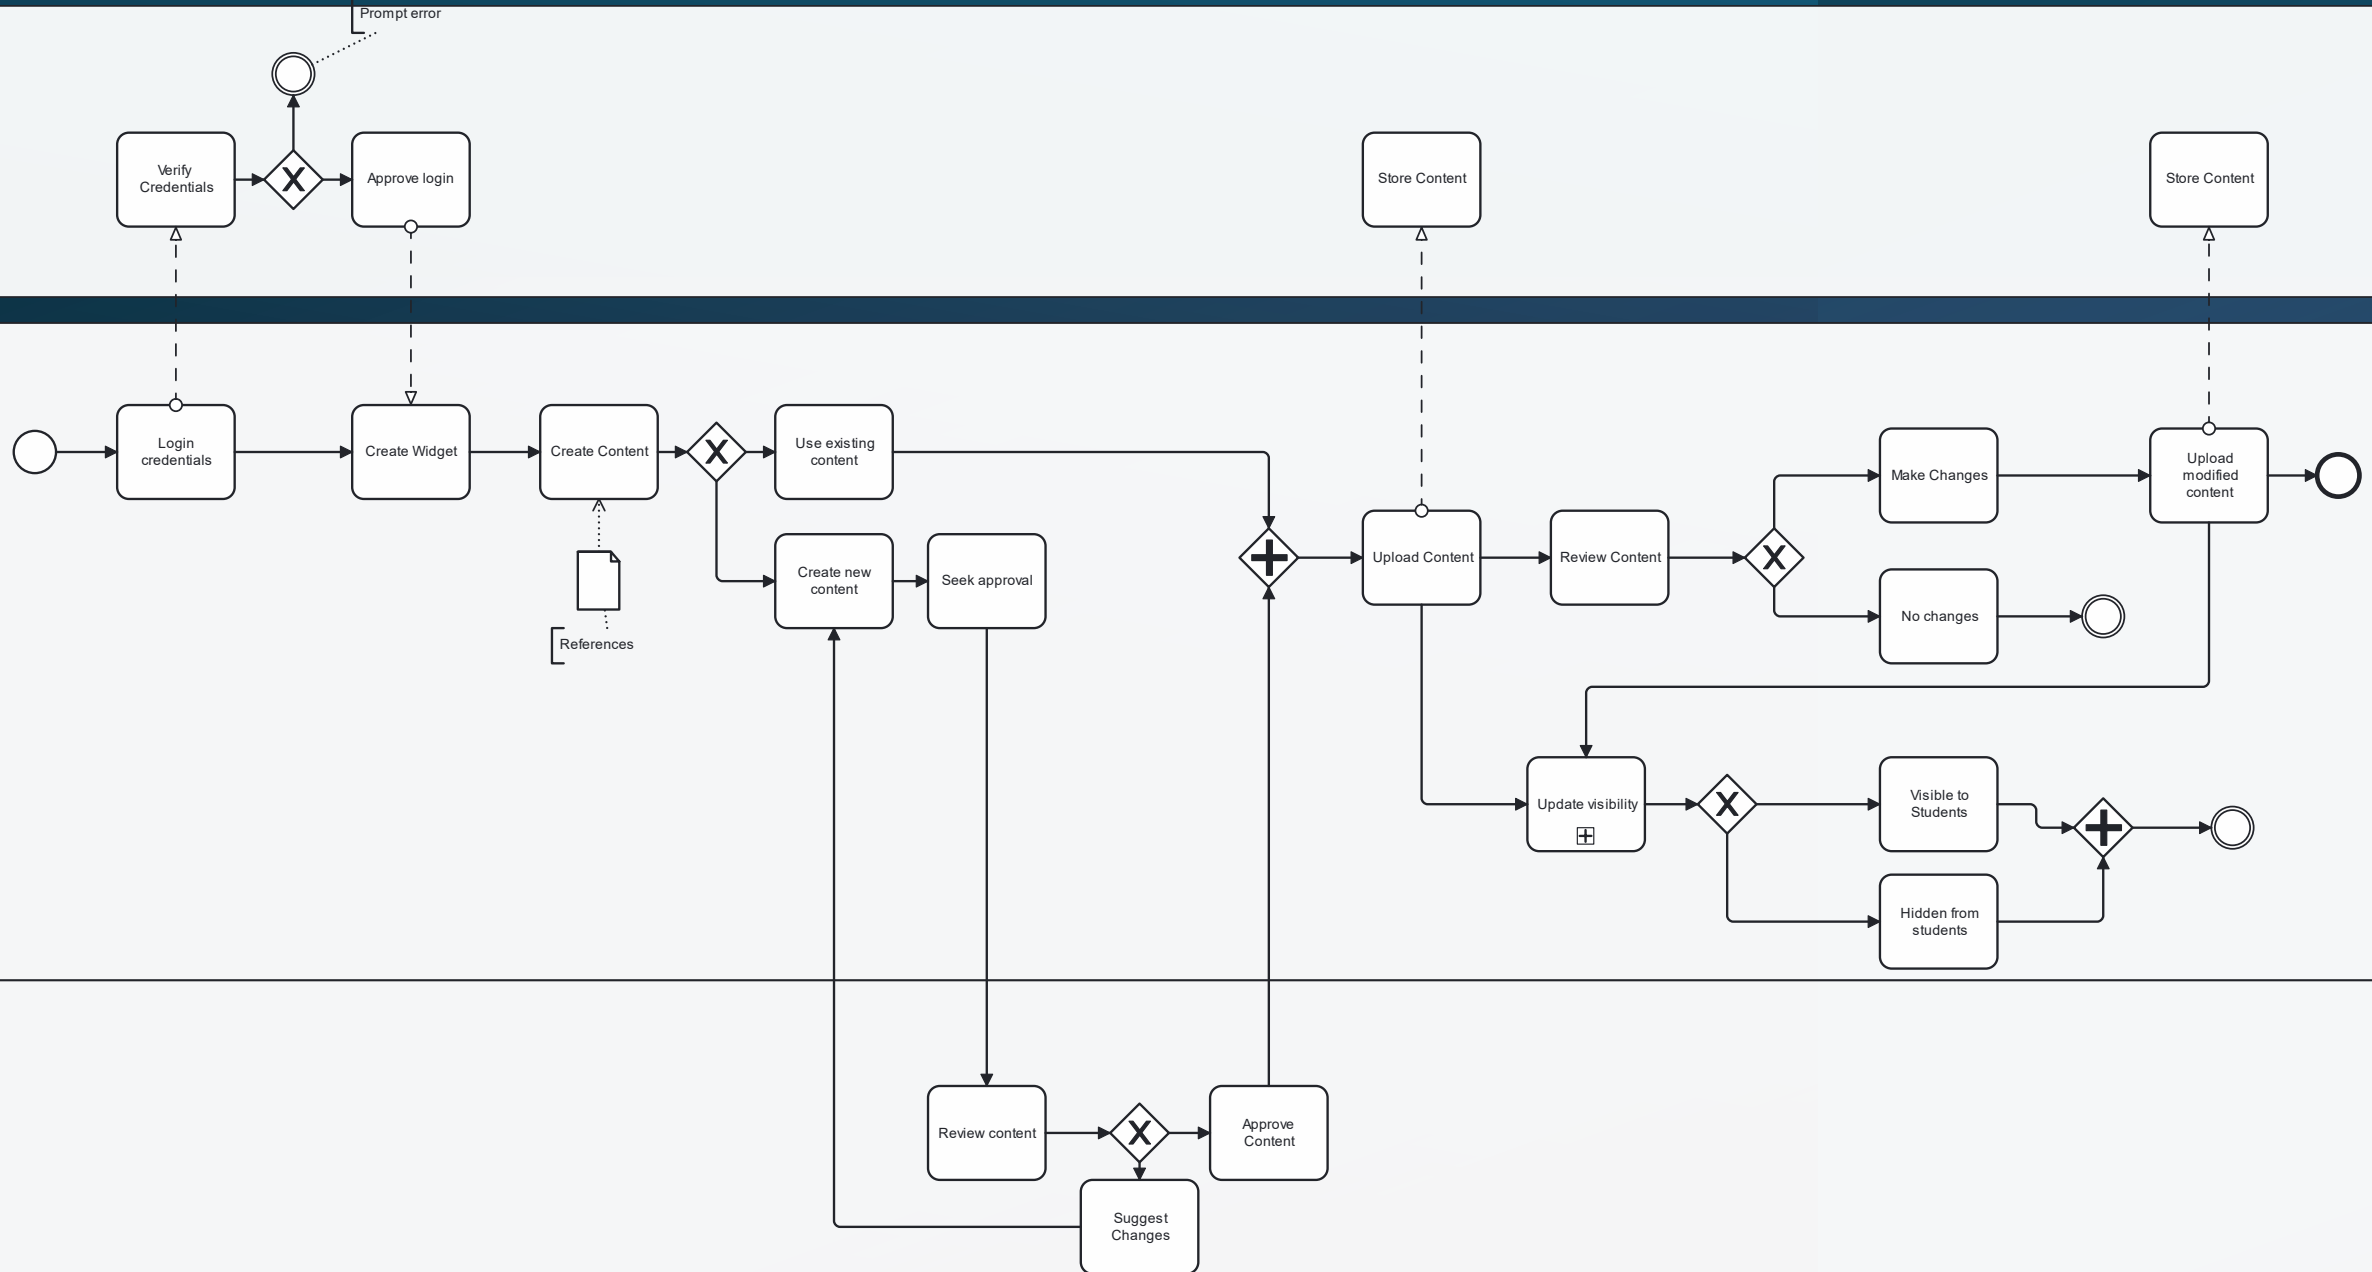 Prompt error
Verify
Credentials
Approve login
Store Content
Store Content
Login
credentials
Create Widget
Create Content
Use existing
content
Make Changes
Upload
modified
content
Create new
content
Seek approval
Upload Content
Review Content
No changes
References
Update visibility
Visible to
Students
Hidden from
students
Review content
Approve
Content
Suggest
Changes